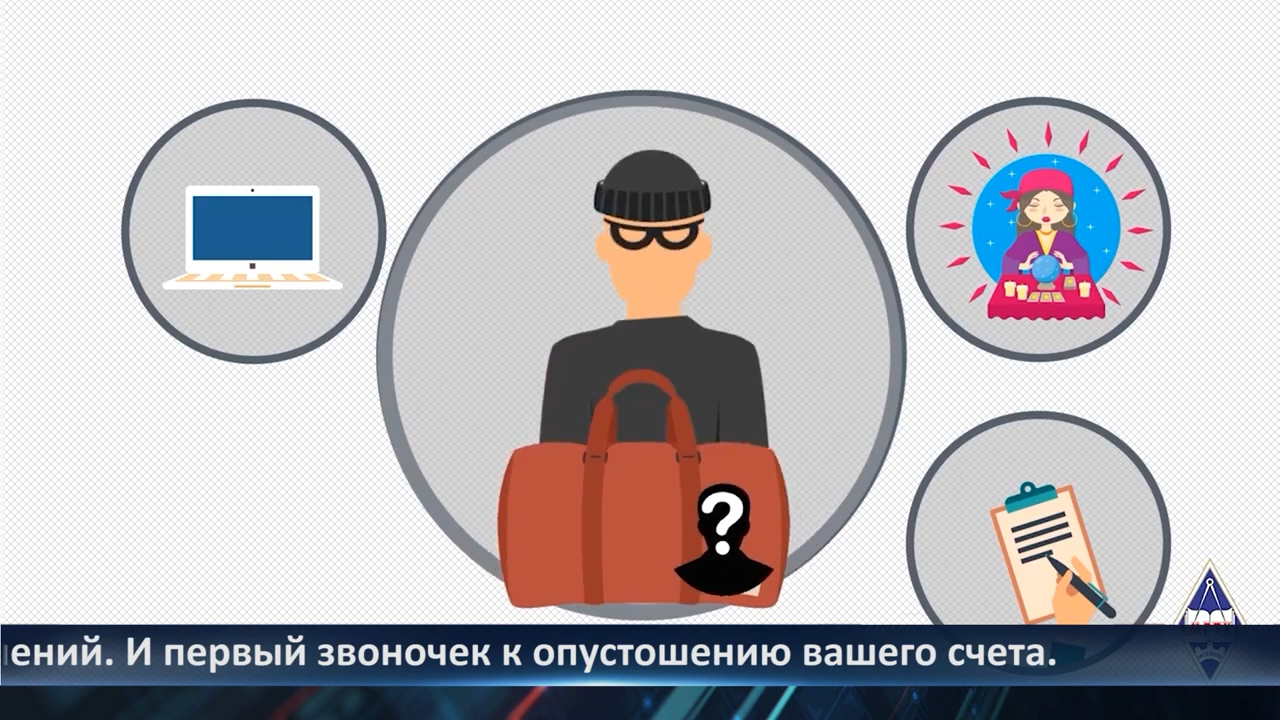 ?
ений. И первый звоночек к опустошению вашего счета.